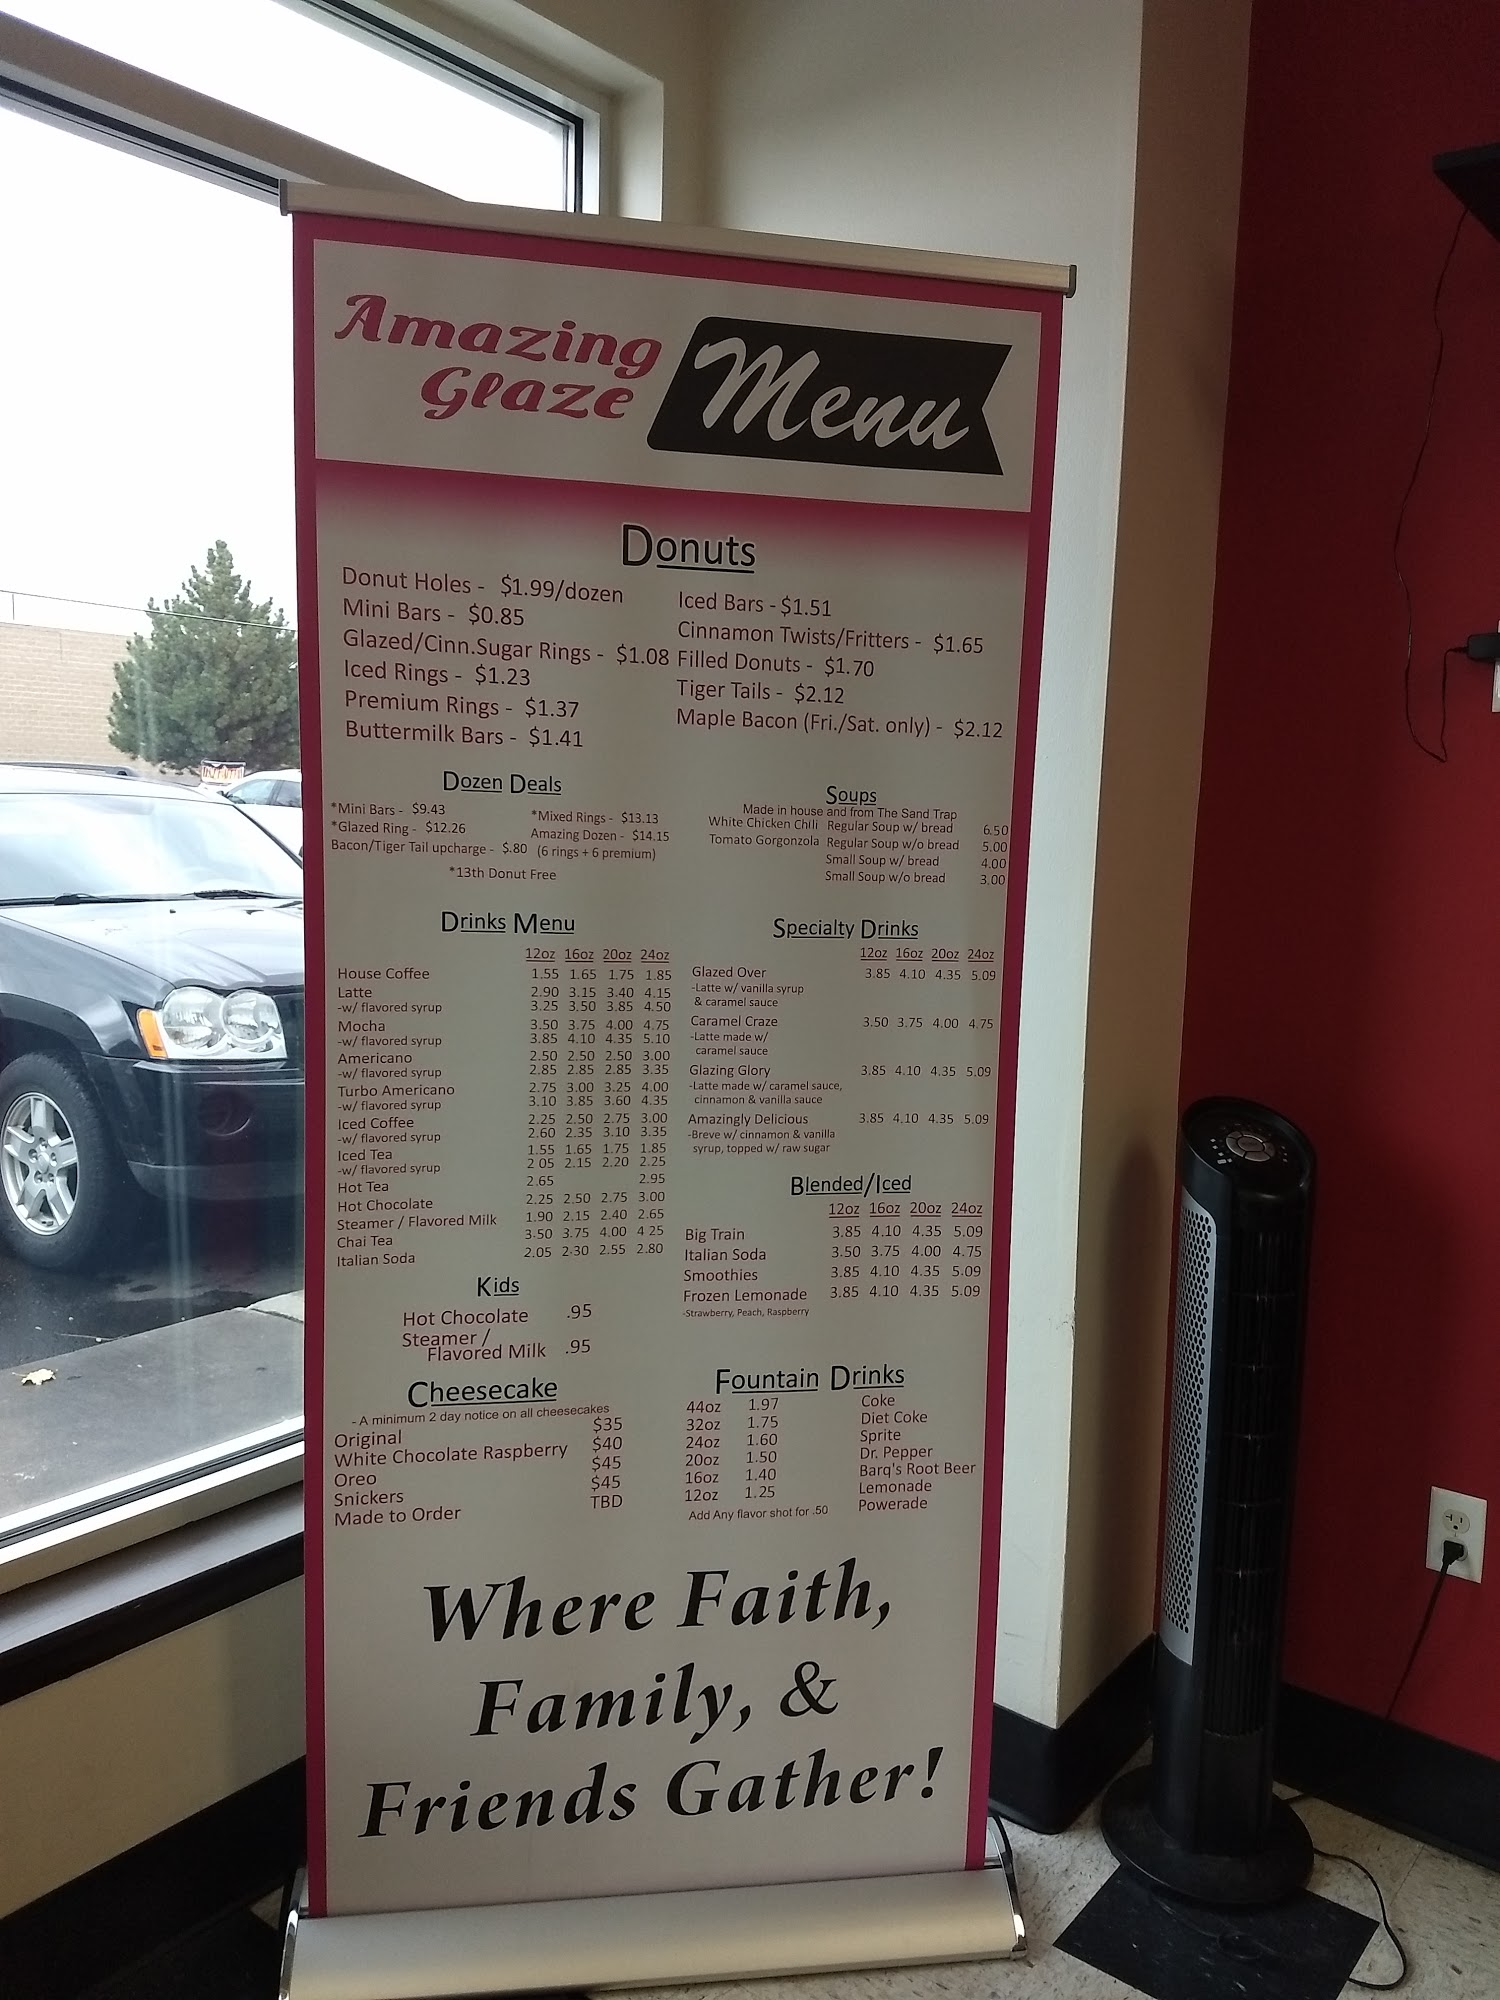 Amazing
Glaze
Menu
Donuts
Donut Holes - $1.99/dozen
Mini Bars - $0.85
Glazed/Cinn.Sugar Rings - $1.08
Iced Rings - $1.23
Premium Rings - $1.37
Buttermilk Bars - $1.41
Iced Bars - $1.51
Cinnamon Twists/Fritters - $1.65
Filled Donuts - $1.70
Tiger Tails - $2.12
Maple Bacon (Fri./Sat. only) - $2.12
Dozen Deals
*Mini Bars - $9.43
*Glazed Ring - $12.26
Bacon/Tiger Tail upcharge - $.80
*Mixed Rings - $13.13
Amazing Dozen - $14.15
(6 rings + 6 premium)
*13th Donut Free
Soups
Made in house and from The Sand Trap
White Chicken Chili Regular Soup w/ bread 6.50
Tomato Gorgonzola Regular Soup w/o bread 5.00
Small Soup w/ bread 4.00
Small Soup w/o bread 3.00
Drinks Menu
12oz 16oz 20oz 24oz
House Coffee 1.55 1.65 1.75 1.85
Latte 2.90 3.15 3.40 4.15
-w/ flavored syrup 3.25 3.50 3.85 4.50
Mocha 3.50 3.75 4.00 4.75
-w/ flavored syrup 3.85 4.10 4.35 5.10
Americano 2.50 2.50 2.50 3.00
-w/ flavored syrup 2.85 2.85 2.85 3.35
Turbo Americano 2.75 3.00 3.25 4.00
-w/ flavored syrup 3.10 3.85 3.60 4.35
Iced Coffee 2.25 2.50 2.75 3.00
-w/ flavored syrup 2.60 2.35 3.10 3.35
Iced Tea 1.55 1.65 1.75 1.85
-w/ flavored syrup 2 05 2.15 2.20 2.25
Hot Tea 2.65 2.95
Hot Chocolate 2.25 2.50 2.75 3.00
Steamer / Flavored Milk 1.90 2.15 2.40 2.65
Chai Tea 3.50 3.75 4.00 4 25
Italian Soda 2.05 2.30 2.55 2.80
Specialty Drinks
12oz 16oz 20oz 24oz
Glazed Over 3.85 4.10 4.35 5.09
-Latte w/ vanilla syrup
& caramel sauce
Caramel Craze 3.50 3.75 4.00 4.75
-Latte made w/
caramel sauce
Glazing Glory 3.85 4.10 4.35 5.09
-Latte made w/ caramel sauce,
cinnamon & vanilla sauce
Amazingly Delicious 3.85 4.10 4.35 5.09
-Breve w/ cinnamon & vanilla
syrup, topped w/ raw sugar
Blended/Iced
12oz 16oz 20oz 24oz
Big Train 3.85 4.10 4.35 5.09
Italian Soda 3.50 3.75 4.00 4.75
Smoothies 3.85 4.10 4.35 5.09
Frozen Lemonade 3.85 4.10 4.35 5.09
-Strawberry, Peach, Raspberry
Kids
Hot Chocolate .95
Steamer /
Flavored Milk .95
Cheesecake
- A minimum 2 day notice on all cheesecakes
Original $35
White Chocolate Raspberry $40
Oreo $45
Snickers $45
Made to Order TBD
Fountain Drinks
44oz 1.97
32oz 1.75
24oz 1.60
20oz 1.50
16oz 1.40
12oz 1.25
Add Any flavor shot for .50
Coke
Diet Coke
Sprite
Dr. Pepper
Barq's Root Beer
Lemonade
Powerade
Where Faith,
Family, &
Friends Gather!